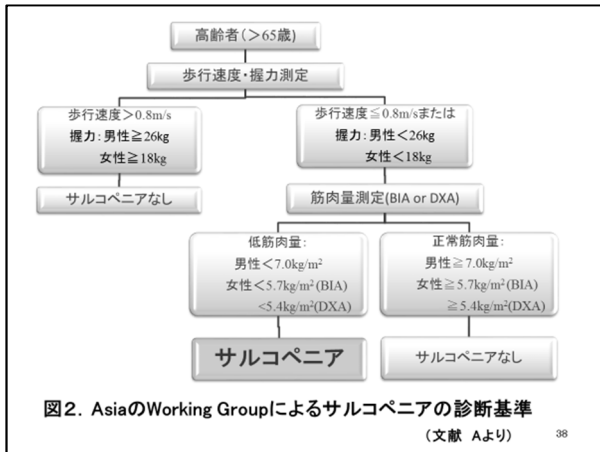 高齢者(>65歳)
歩行速度・握力測定
歩行速度>0.8m/s
握力:男性≧26kg
女性≧18kg
歩行速度≦0.8m/sまたは
握力:男性<26kg
女性<18kg
サルコペニアなし
筋肉量測定(BIA or DXA)
低筋肉量:
男性<7.0kg/m²
女性<5.7kg/m²(BIA)
<5.4kg/m²(DXA)
正常筋肉量:
男性≧7.0kg/m²
女性≧5.7kg/m²(BIA)
≧5.4kg/m²(DXA)
サルコペニア
サルコペニアなし
図2. AsiaのWorking Groupによるサルコペニアの診断基準
(文献 Aより)
38